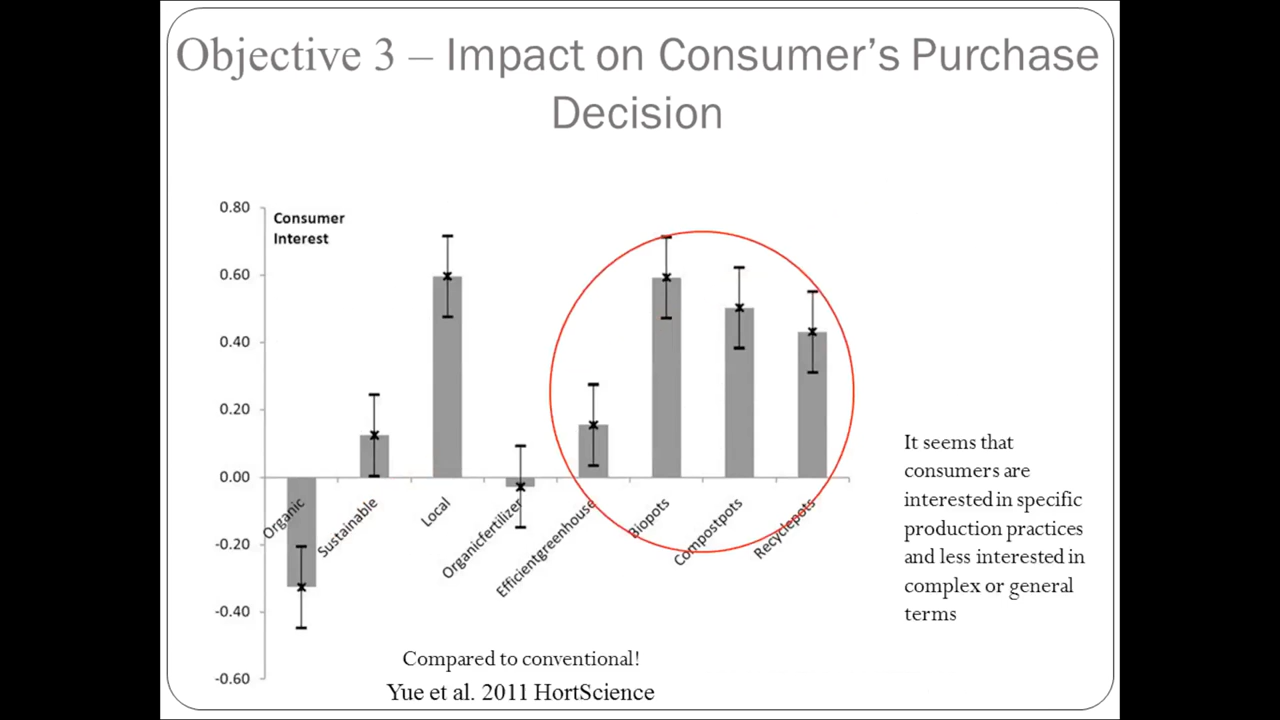 Objective 3 – Impact on Consumer’s Purchase
Decision
0.80
0.60
0.40
0.20
0.00
-0.20
-0.40
-0.60
Consumer
Interest
Organic
Sustainable
Local
Organicfertilizer
Efficientgreenhouse
Biopots
Compostpots
Recyclepots
It seems that
consumers are
interested in specific
production practices
and less interested in
complex or general
terms
Compared to conventional!
Yue et al. 2011 HortScience